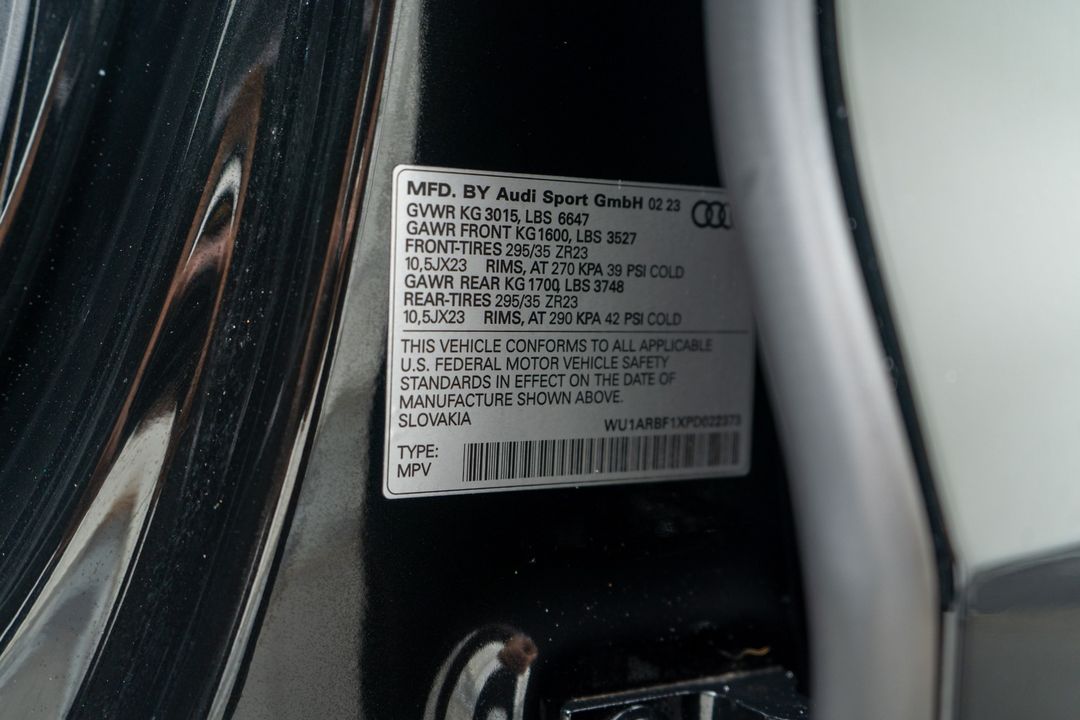 MFD. BY Audi Sport GmbH 02 23
GVWR KG 3015, LBS 6647
GAWR FRONT KG 1600, LBS 3527
FRONT-TIRES 295/35 ZR23
10,5JX23 RIMS, AT 270 KPA 39 PSI COLD
GAWR REAR KG 1700, LBS 3748
REAR-TIRES 295/35 ZR23
10,5JX23 RIMS, AT 290 KPA 42 PSI COLD
THIS VEHICLE CONFORMS TO ALL APPLICABLE
U.S. FEDERAL MOTOR VEHICLE SAFETY
STANDARDS IN EFFECT ON THE DATE OF
MANUFACTURE SHOWN ABOVE.
SLOVAKIA WU1ARBF1XPD022373
TYPE:
MPV